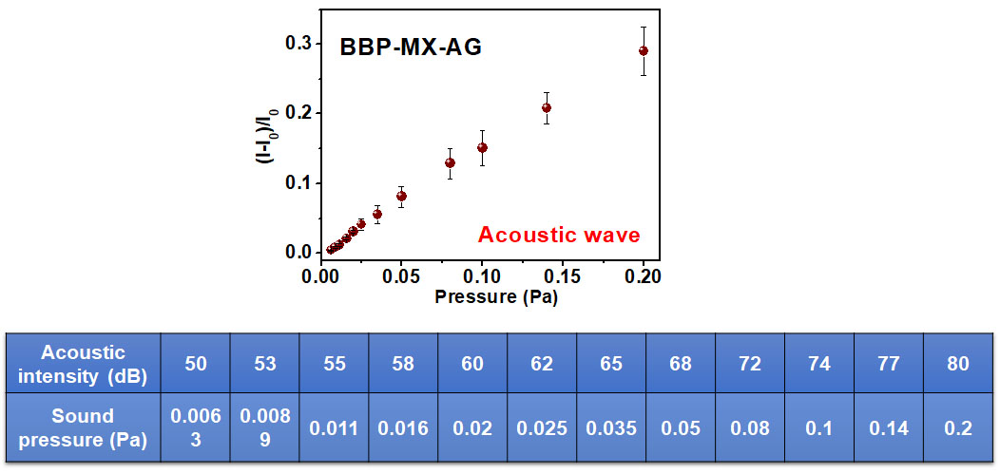 BBP-MX-AG
(I-I0)/I0
0.3
0.2
0.1
0.0
Acoustic wave
0.00 0.05 0.10 0.15 0.20
Pressure (Pa)
Acoustic intensity (dB) 50 53 55 58 60 62 65 68 72 74 77 80
Sound pressure (Pa) 0.0063 0.0089 0.011 0.016 0.02 0.025 0.035 0.05 0.08 0.1 0.14 0.2